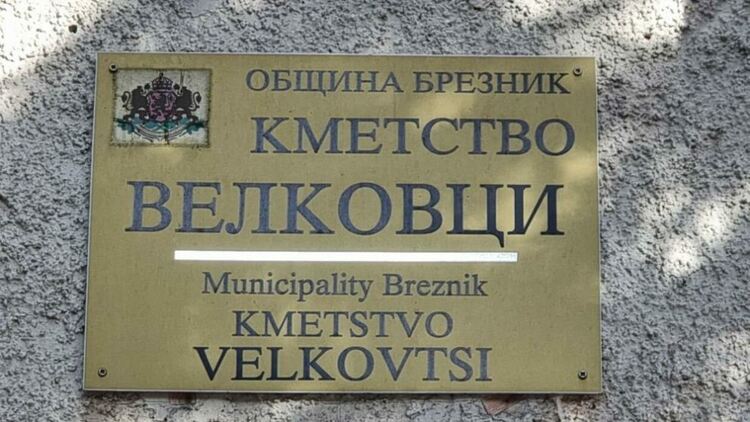 ОБЩИНА БРЕЗНИК
КМЕТСТВО
ВЕЛКОВЦИ
Municipality Breznik
KMETSTVO
VELKOVTSI